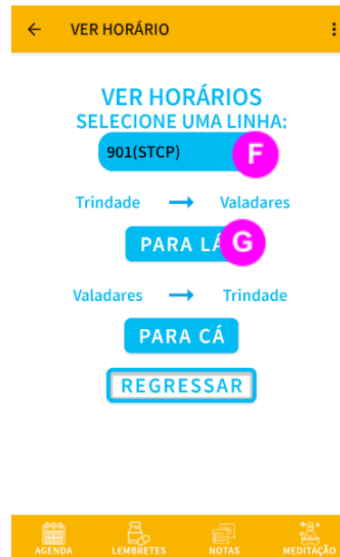 VER HORÁRIO
VER HORÁRIOS
SELECIONE UMA LINHA:
901(STCP) F
Trindade → Valadares
PARA LÁ G
Valadares → Trindade
PARA CÁ
REGRESSAR
AGENDA LEMBRETES NOTAS MEDITAÇÃO